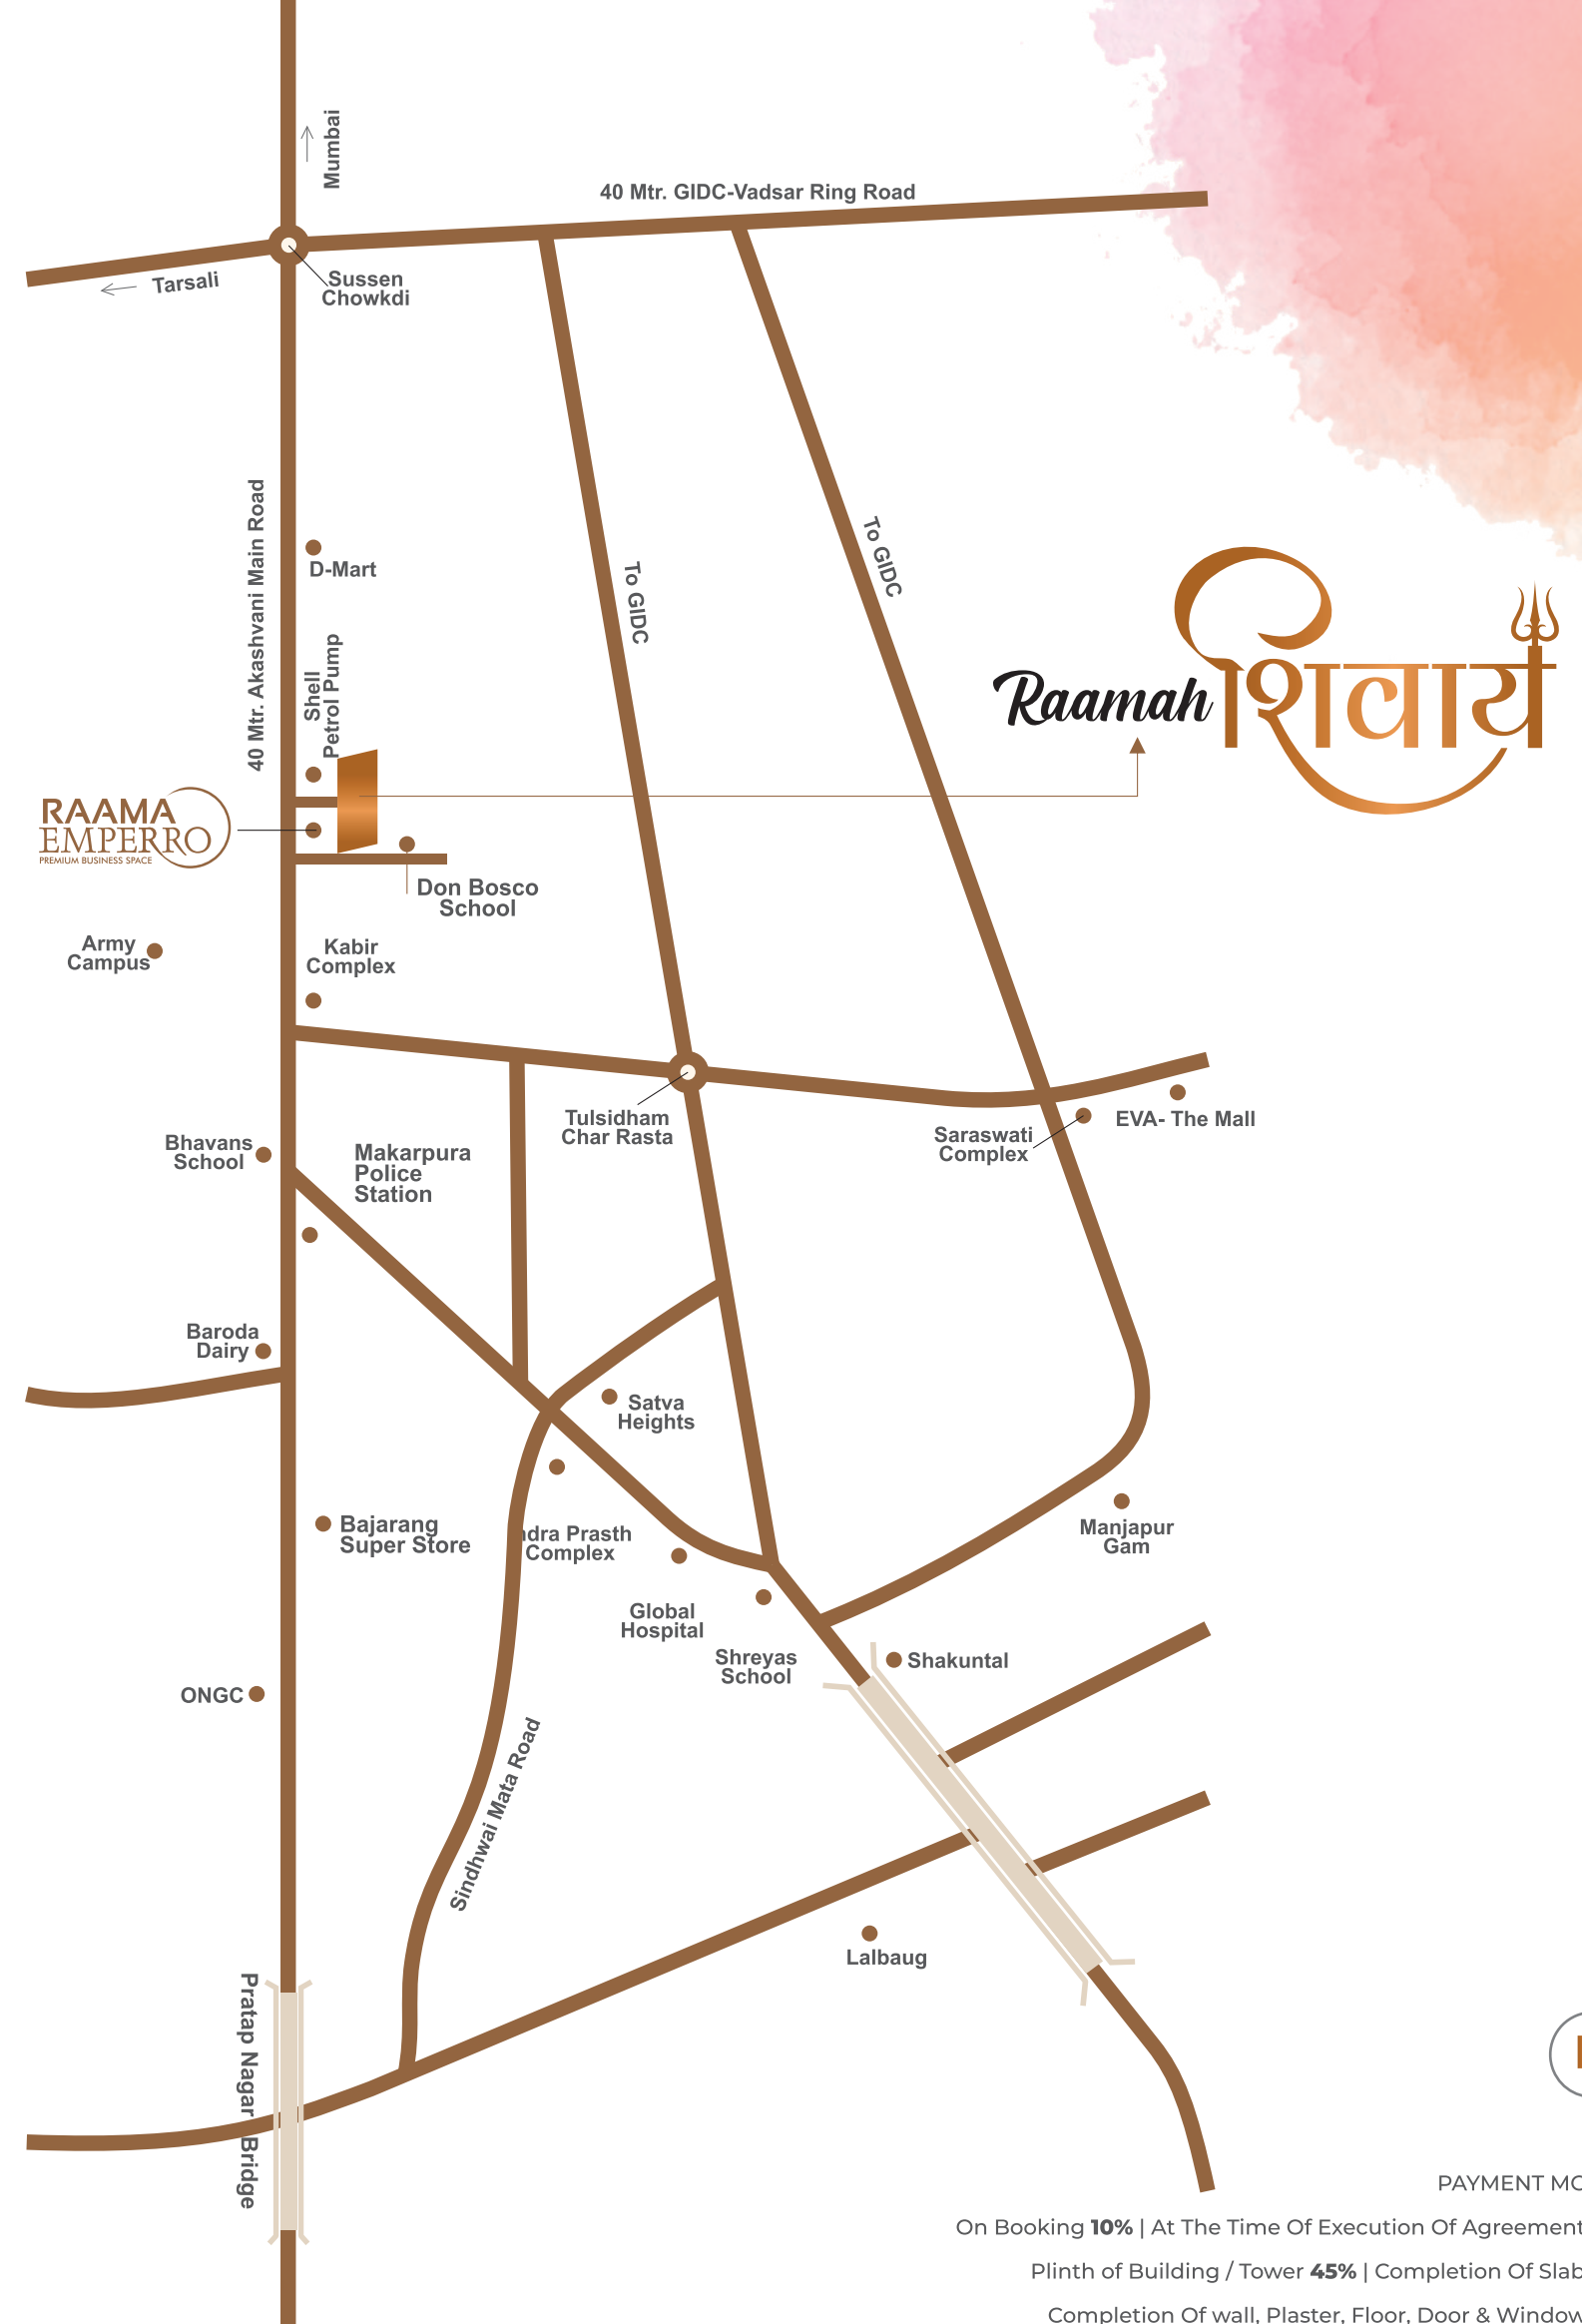 Mumbai
40 Mtr. GIDC-Vadsar Ring Road
Tarsali
Sussen
Chowkdi
40 Mtr. Akashvani Main Road
D-Mart
To GIDC
To GIDC
Shell
Petrol Pump
Raamah शिवाय
RAAMA
EMPERRO
PREMIUM BUSINESS SPACE
Don Bosco
School
Army
Campus
Kabir
Complex
Tulsidham
Char Rasta
Saraswati
Complex
EVA- The Mall
Bhavans
School
Makarpura
Police
Station
Baroda
Dairy
Satva
Heights
Bajarang
Super Store
ndra Prasth
Complex
Manjapur
Gam
Global
Hospital
Shreyas
School
Shakuntal
ONGC
Sindhwai Mata Road
Lalbaug
Pratap Nagar Bridge
PAYMENT MO
On Booking 10% | At The Time Of Execution Of Agreement
Plinth of Building / Tower 45% | Completion Of Slab
Completion Of wall, Plaster, Floor, Door & Window